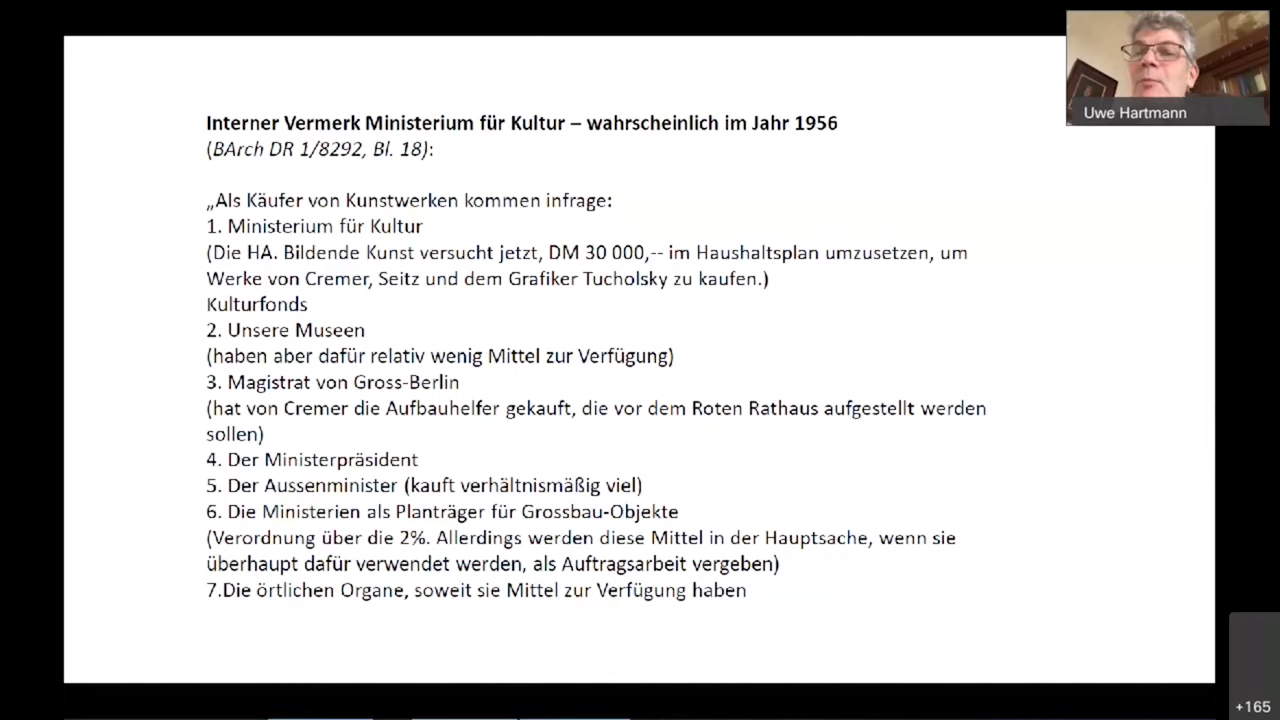 Uwe Hartmann
Interner Vermerk Ministerium für Kultur – wahrscheinlich im Jahr 1956
(BArch DR 1/8292, Bl. 18):
„Als Käufer von Kunstwerken kommen infrage:
1. Ministerium für Kultur
(Die HA. Bildende Kunst versucht jetzt, DM 30 000,-- im Haushaltsplan umzusetzen, um
Werke von Cremer, Seitz und dem Grafiker Tucholsky zu kaufen.)
Kulturfonds
2. Unsere Museen
(haben aber dafür relativ wenig Mittel zur Verfügung)
3. Magistrat von Gross-Berlin
(hat von Cremer die Aufbauhelfer gekauft, die vor dem Roten Rathaus aufgestellt werden
sollen)
4. Der Ministerpräsident
5. Der Aussenminister (kauft verhältnismäßig viel)
6. Die Ministerien als Planträger für Grossbau-Objekte
(Verordnung über die 2%. Allerdings werden diese Mittel in der Hauptsache, wenn sie
überhaupt dafür verwendet werden, als Auftragsarbeit vergeben)
7.Die örtlichen Organe, soweit sie Mittel zur Verfügung haben
+165